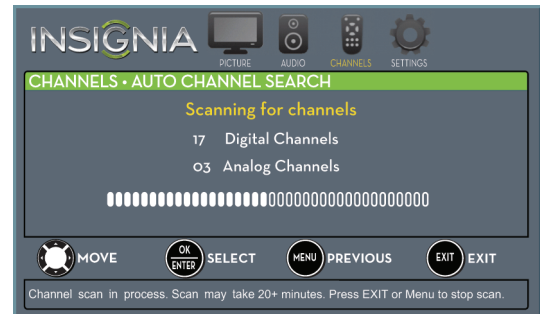 INSIGNIA
PICTURE AUDIO CHANNELS SETTINGS
CHANNELS • AUTO CHANNEL SEARCH
Scanning for channels
17 Digital Channels
03 Analog Channels
MOVE OK ENTER SELECT MENU PREVIOUS EXIT EXIT
Channel scan in process. Scan may take 20+ minutes. Press EXIT or Menu to stop scan.